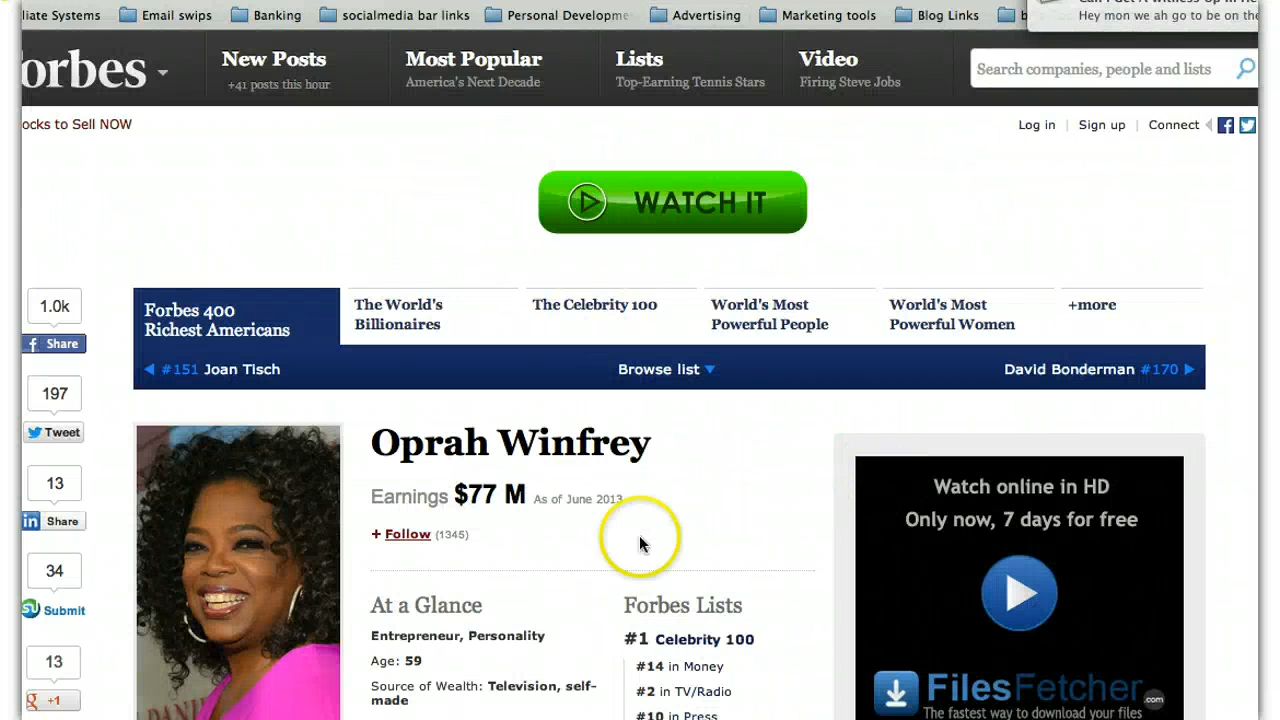 liate Systems Email swips Banking socialmedia bar links Personal Developme Advertising Marketing tools Blog Links
Hey mon we ah go to be on the
orbes
New Posts
+41 posts this hour
Most Popular
America's Next Decade
Lists
Top-Earning Tennis Stars
Video
Firing Steve Jobs
Search companies, people and lists
ocks to Sell NOW
Log in | Sign up | Connect
WATCH IT
Forbes 400
Richest Americans
The World's
Billionaires
The Celebrity 100
World's Most
Powerful People
World's Most
Powerful Women
+more
#151 Joan Tisch
Browse list
David Bonderman #170
1.0k
f Share
197
Tweet
13
in Share
34
Submit
13
g +1
Oprah Winfrey
Earnings $77 M As of June 2013
+ Follow (1345)
At a Glance
Entrepreneur, Personality
Age: 59
Source of Wealth: Television, self-
made
Forbes Lists
#1 Celebrity 100
#14 in Money
#2 in TV/Radio
#10 in Press
Watch online in HD
Only now, 7 days for free
FilesFetcher.com
The fastest way to download your files